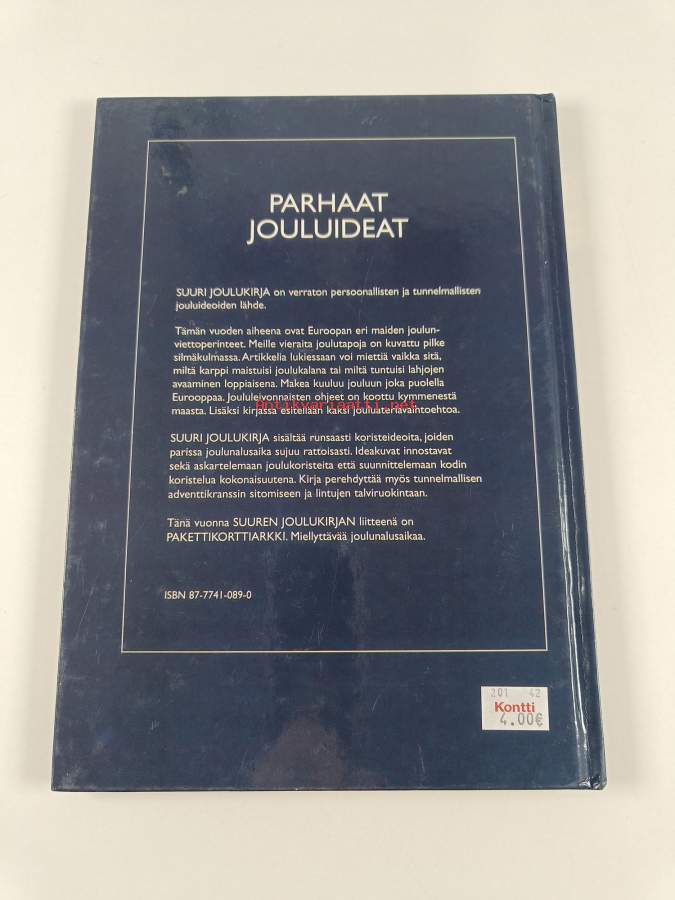 PARHAAT
JOULUIDEAT
SUURI JOULUKIRJA on verraton persoonallisten ja tunnelmallisten
jouluideoiden lähde.
Tämän vuoden aiheena ovat Euroopan eri maiden joulun-
viettoperinteet. Meille vieraita joulutapoja on kuvattu pilke
silmäkulmassa. Artikkelia lukiessaan voi miettiä vaikka sitä,
miltä karppi maistuisi joulukalana tai miltä tuntuisi lahjojen
avaaminen loppiaisena. Makea kuuluu jouluun joka puolella
Eurooppaa. Joululeivonnaisten ohjeet on koottu kymmenestä
maasta. Lisäksi kirjassa esitellään kaksi jouluateriavaintoehtoa.
Antikvariaatti.net
SUURI JOULUKIRJA sisältää runsaasti koristeideoita, joiden
parissa joulunalusaika sujuu rattoisasti. Ideakuvat innostavat
sekä askartelemaan joulukoristeita että suunnittelemaan kodin
koristelua kokonaisuutena. Kirja perehdyttää myös tunnelmallisen
adventtikranssin sitomiseen ja lintujen talviruokintaan.
Tänä vuonna SUUREN JOULUKIRJAN liitteenä on
PAKETTIKORTTIARKKI. Miellyttävää joulunalusaikaa.
ISBN 87-7741-089-0
201 42
Kontti
4.00€